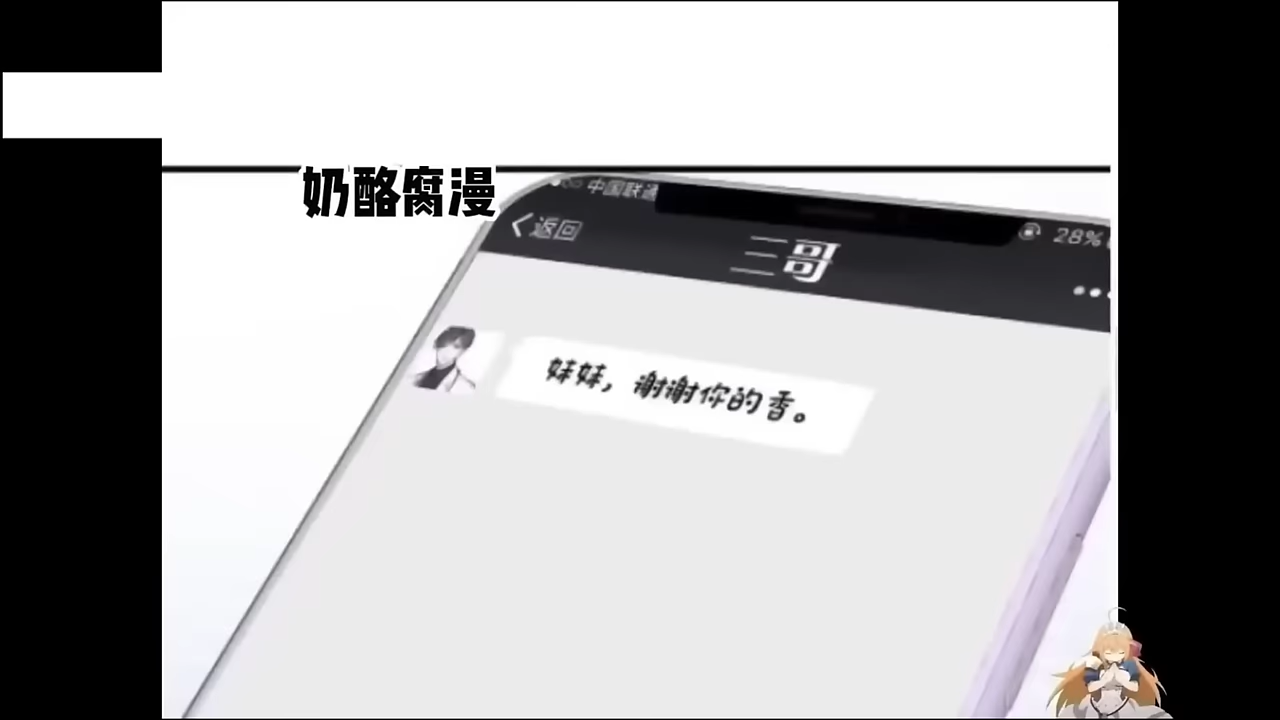 奶酪腐漫
中国联通
28%
返回
三哥
妹妹，谢谢你的香。